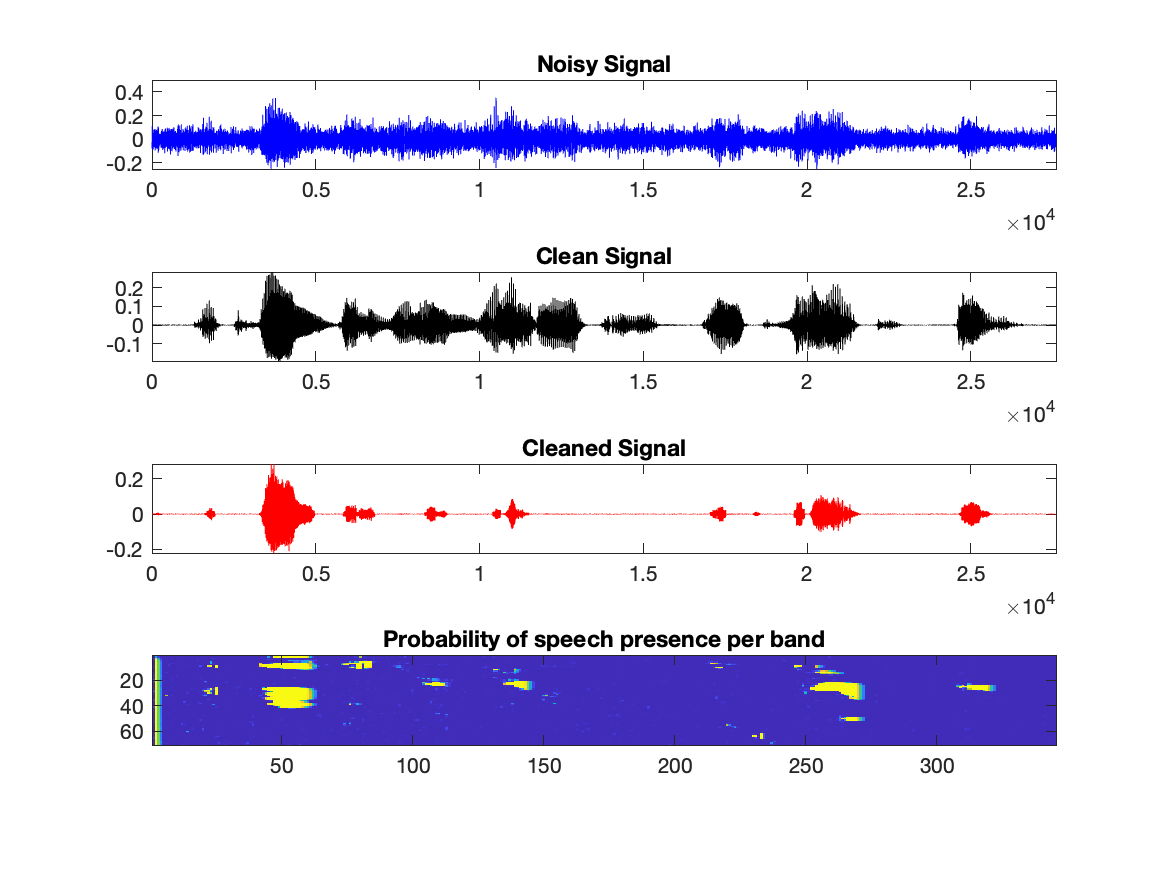 Noisy Signal
0.4
0.2
0
-0.2
0 0.5 1 1.5 2 2.5
×10^4
Clean Signal
0.2
0.1
0
-0.1
0 0.5 1 1.5 2 2.5
×10^4
Cleaned Signal
0.2
0
-0.2
0 0.5 1 1.5 2 2.5
×10^4
Probability of speech presence per band
20
40
60
50 100 150 200 250 300